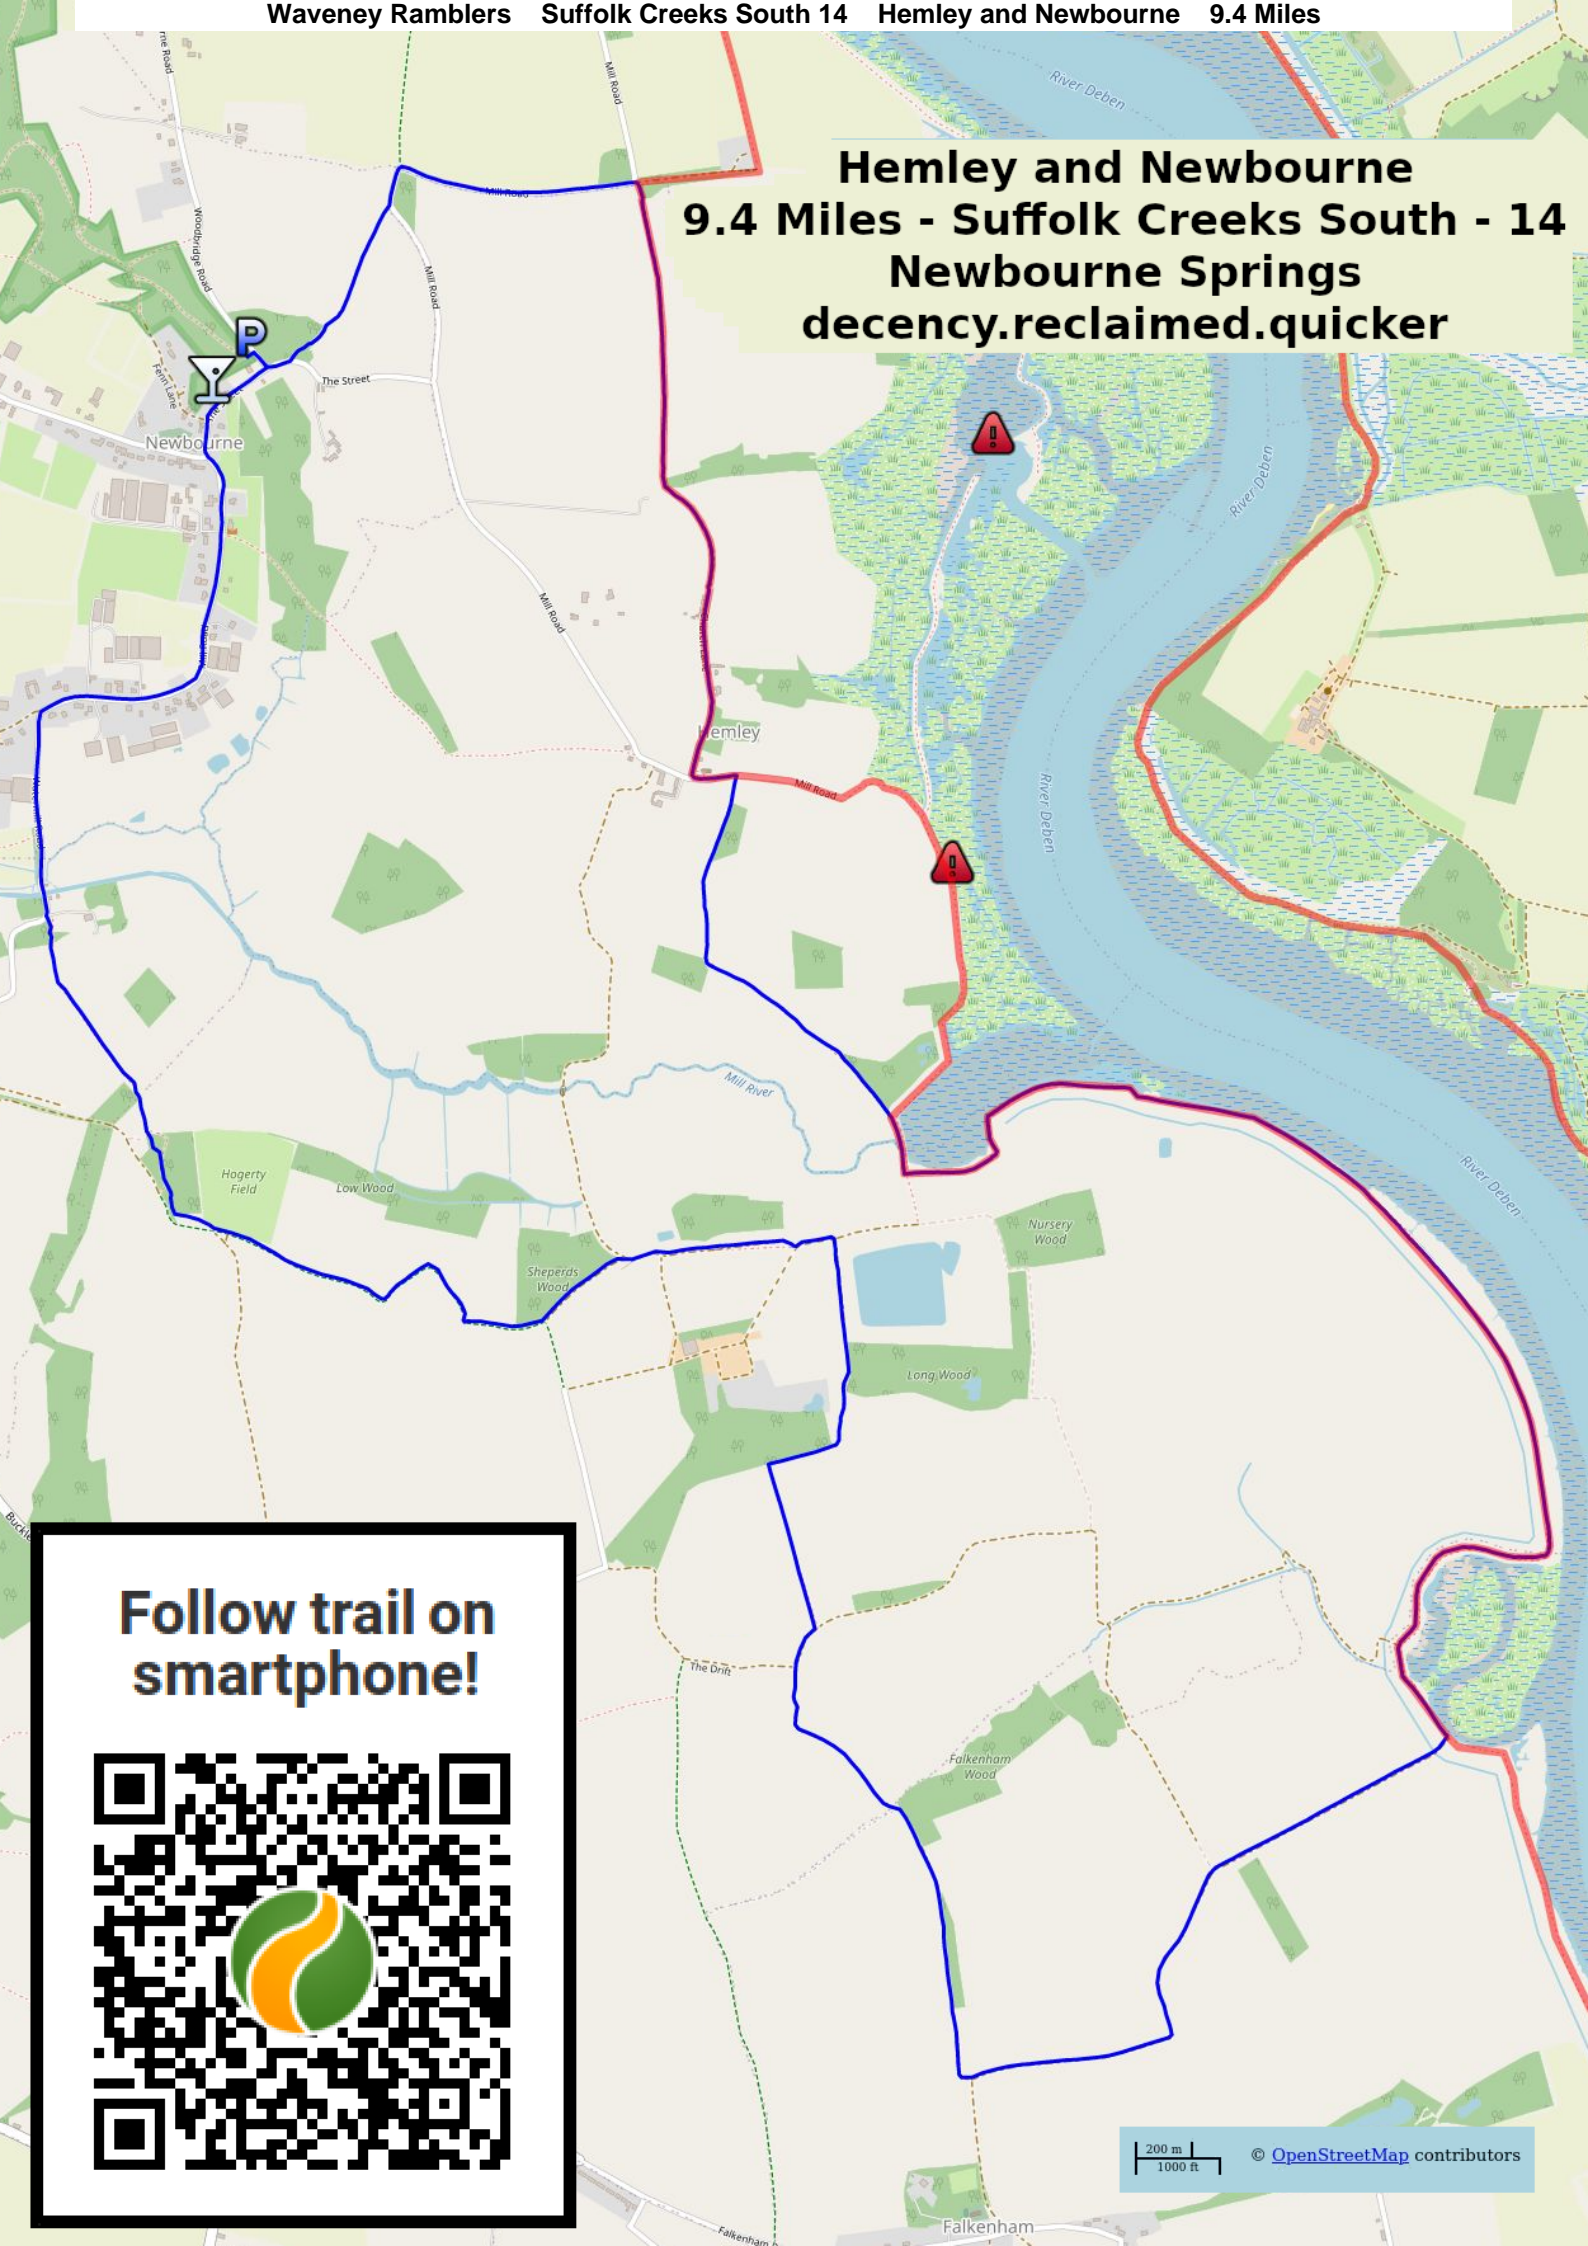 Waveney Ramblers    Suffolk Creeks South 14    Hemley and Newbourne    9.4 Miles
Mill Road
River Deben
Hemley and Newbourne
9.4 Miles - Suffolk Creeks South - 14
Newbourne Springs
decency.reclaimed.quicker
Mill Road
Woodbridge Road
Mill Road
P
The Street
Fenn Lane
Newbourne
River Deben
Mill Road
Hemley
Mill Road
River Deben
Mill River
River Deben
Hogerty
Field
Low Wood
Nursery
Wood
Sheperds
Wood
Long Wood
Follow trail on
smartphone!
The Drift
Falkenham
Wood
200 m
1000 ft
© OpenStreetMap contributors
Falkenham
Falkenham